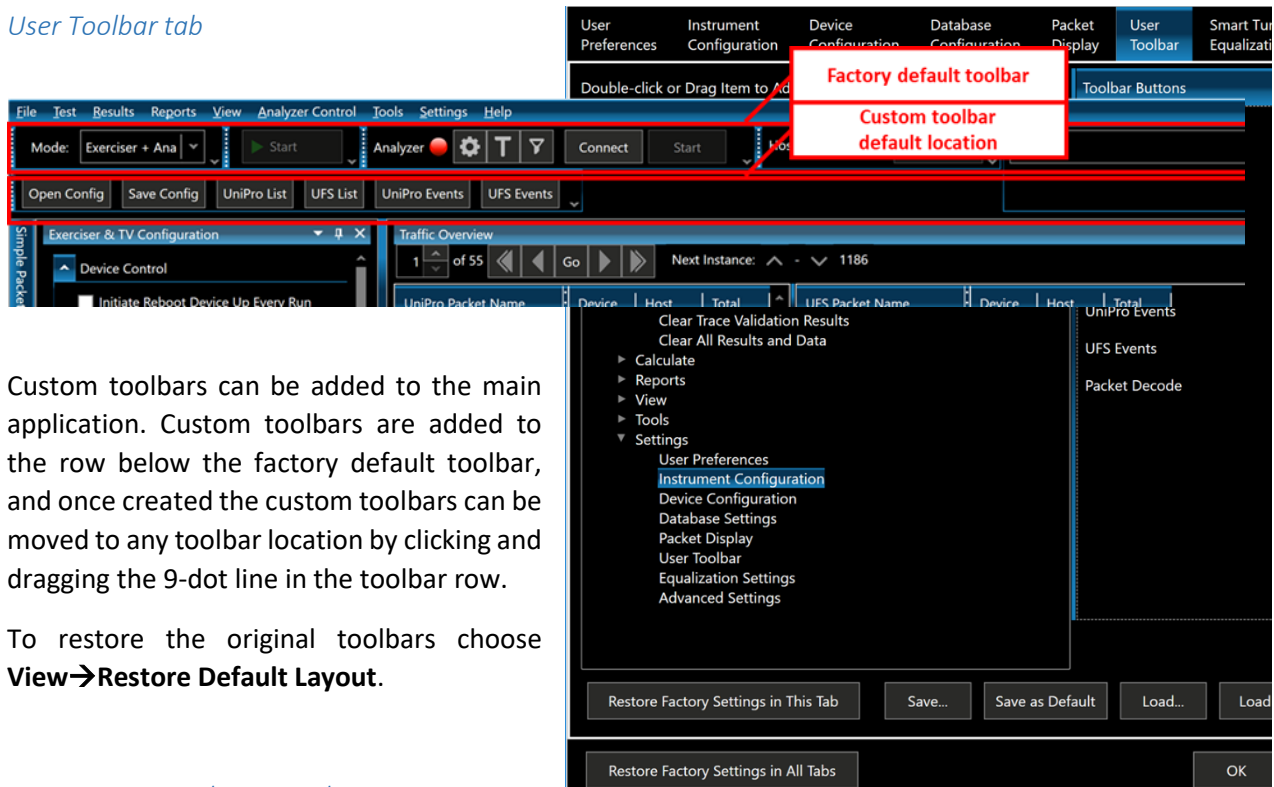 User Toolbar tab
User Preferences
Instrument Configuration
Device Configuration
Database Configuration
Packet Display
User Toolbar
Smart Tun
Equalizati
Double-click or Drag Item to Ad
Toolbar Buttons
Factory default toolbar
Custom toolbar
default location
File Test Results Reports View Analyzer Control Tools Settings Help
Mode: Exerciser + Ana Start Analyzer T Connect Start Hos
Open Config Save Config UniPro List UFS List UniPro Events UFS Events
Simple Packet
Exerciser & TV Configuration
Traffic Overview
1 of 55 Go Next Instance: - 1186
Device Control
Initiate Reboot Device Up Every Run
UniPro Packet Name Device Host Total UFS Packet Name Device Host Total
UniPro Events
UFS Events
Packet Decode
Clear Trace Validation Results
Clear All Results and Data
Calculate
Reports
View
Tools
Settings
User Preferences
Instrument Configuration
Device Configuration
Database Settings
Packet Display
User Toolbar
Equalization Settings
Advanced Settings
Custom toolbars can be added to the main
application. Custom toolbars are added to
the row below the factory default toolbar,
and once created the custom toolbars can be
moved to any toolbar location by clicking and
dragging the 9-dot line in the toolbar row.
To restore the original toolbars choose
View→Restore Default Layout.
Restore Factory Settings in This Tab Save... Save as Default Load... Load
Restore Factory Settings in All Tabs OK